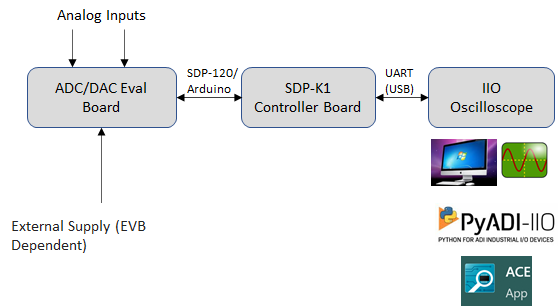 Analog Inputs
ADC/DAC Eval
Board
SDP-120/
Arduino
SDP-K1
Controller Board
UART
(USB)
IIO
Oscilloscope
External Supply (EVB
Dependent)
PyADI-IIO
PYTHON FOR ADI INDUSTRIAL I/O DEVICES
ACE
App